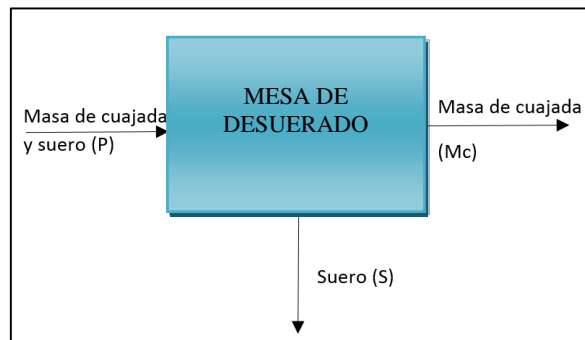 MESA DE
DESUERADO
Masa de cuajada
y suero (P)
Masa de cuajada
(Mc)
Suero (S)